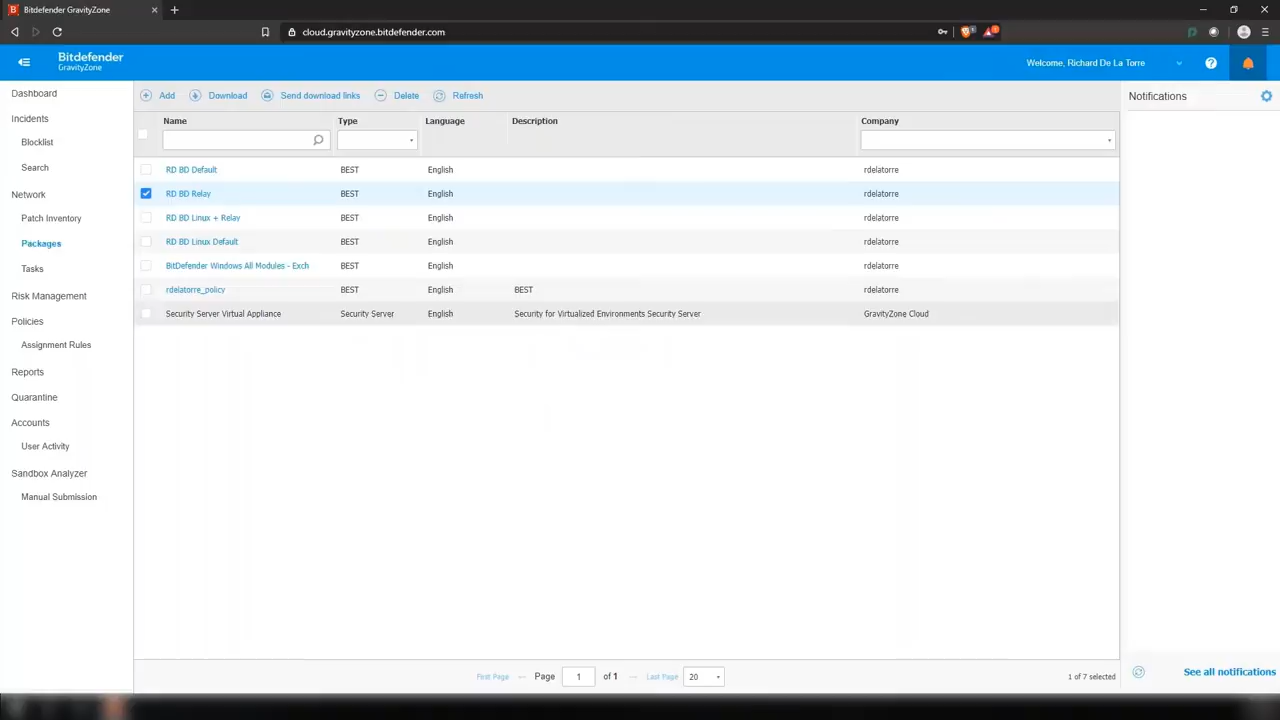 Bitdefender GravityZone
cloud.gravityzone.bitdefender.com
Bitdefender
GravityZone
Welcome, Richard De La Torre
Dashboard
Incidents
Blocklist
Search
Network
Patch Inventory
Packages
Tasks
Risk Management
Policies
Assignment Rules
Reports
Quarantine
Accounts
User Activity
Sandbox Analyzer
Manual Submission
Add Download Send download links Delete Refresh
Name Type Language Description Company
RD BD Default BEST English rdelatorre
RD BD Relay BEST English rdelatorre
RD BD Linux + Relay BEST English rdelatorre
RD BD Linux Default BEST English rdelatorre
BitDefender Windows All Modules - Exch BEST English rdelatorre
rdelatorre_policy BEST English BEST rdelatorre
Security Server Virtual Appliance Security Server English Security for Virtualized Environments Security Server GravityZone Cloud
First Page Page 1 of 1 Last Page 20 1 of 7 selected
Notifications
See all notifications